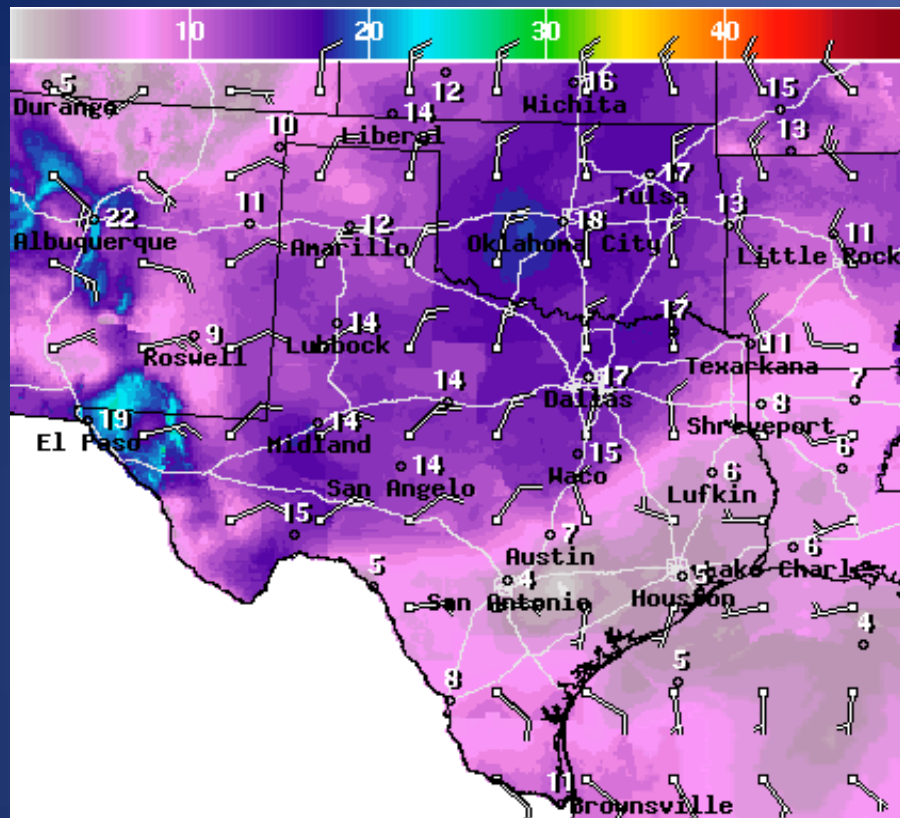 10 20 30 40
5
Durango
12
16
Wichita
15
14
Liberal
10
13
17
Tulsa
22
Albuquerque
11
12
Amarillo
18
Oklahoma City
13
11
Little Rock
9
Roswell
14
Lubbock
17
11
Texarkana
14
17
Dallas
8
Shreveport
7
19
El Paso
14
Midland
14
San Angelo
15
Waco
6
Lufkin
6
15
7
Austin
6
Lake Charles
5
4
San Antonio
5
Houston
4
5
8
11
Brownsville